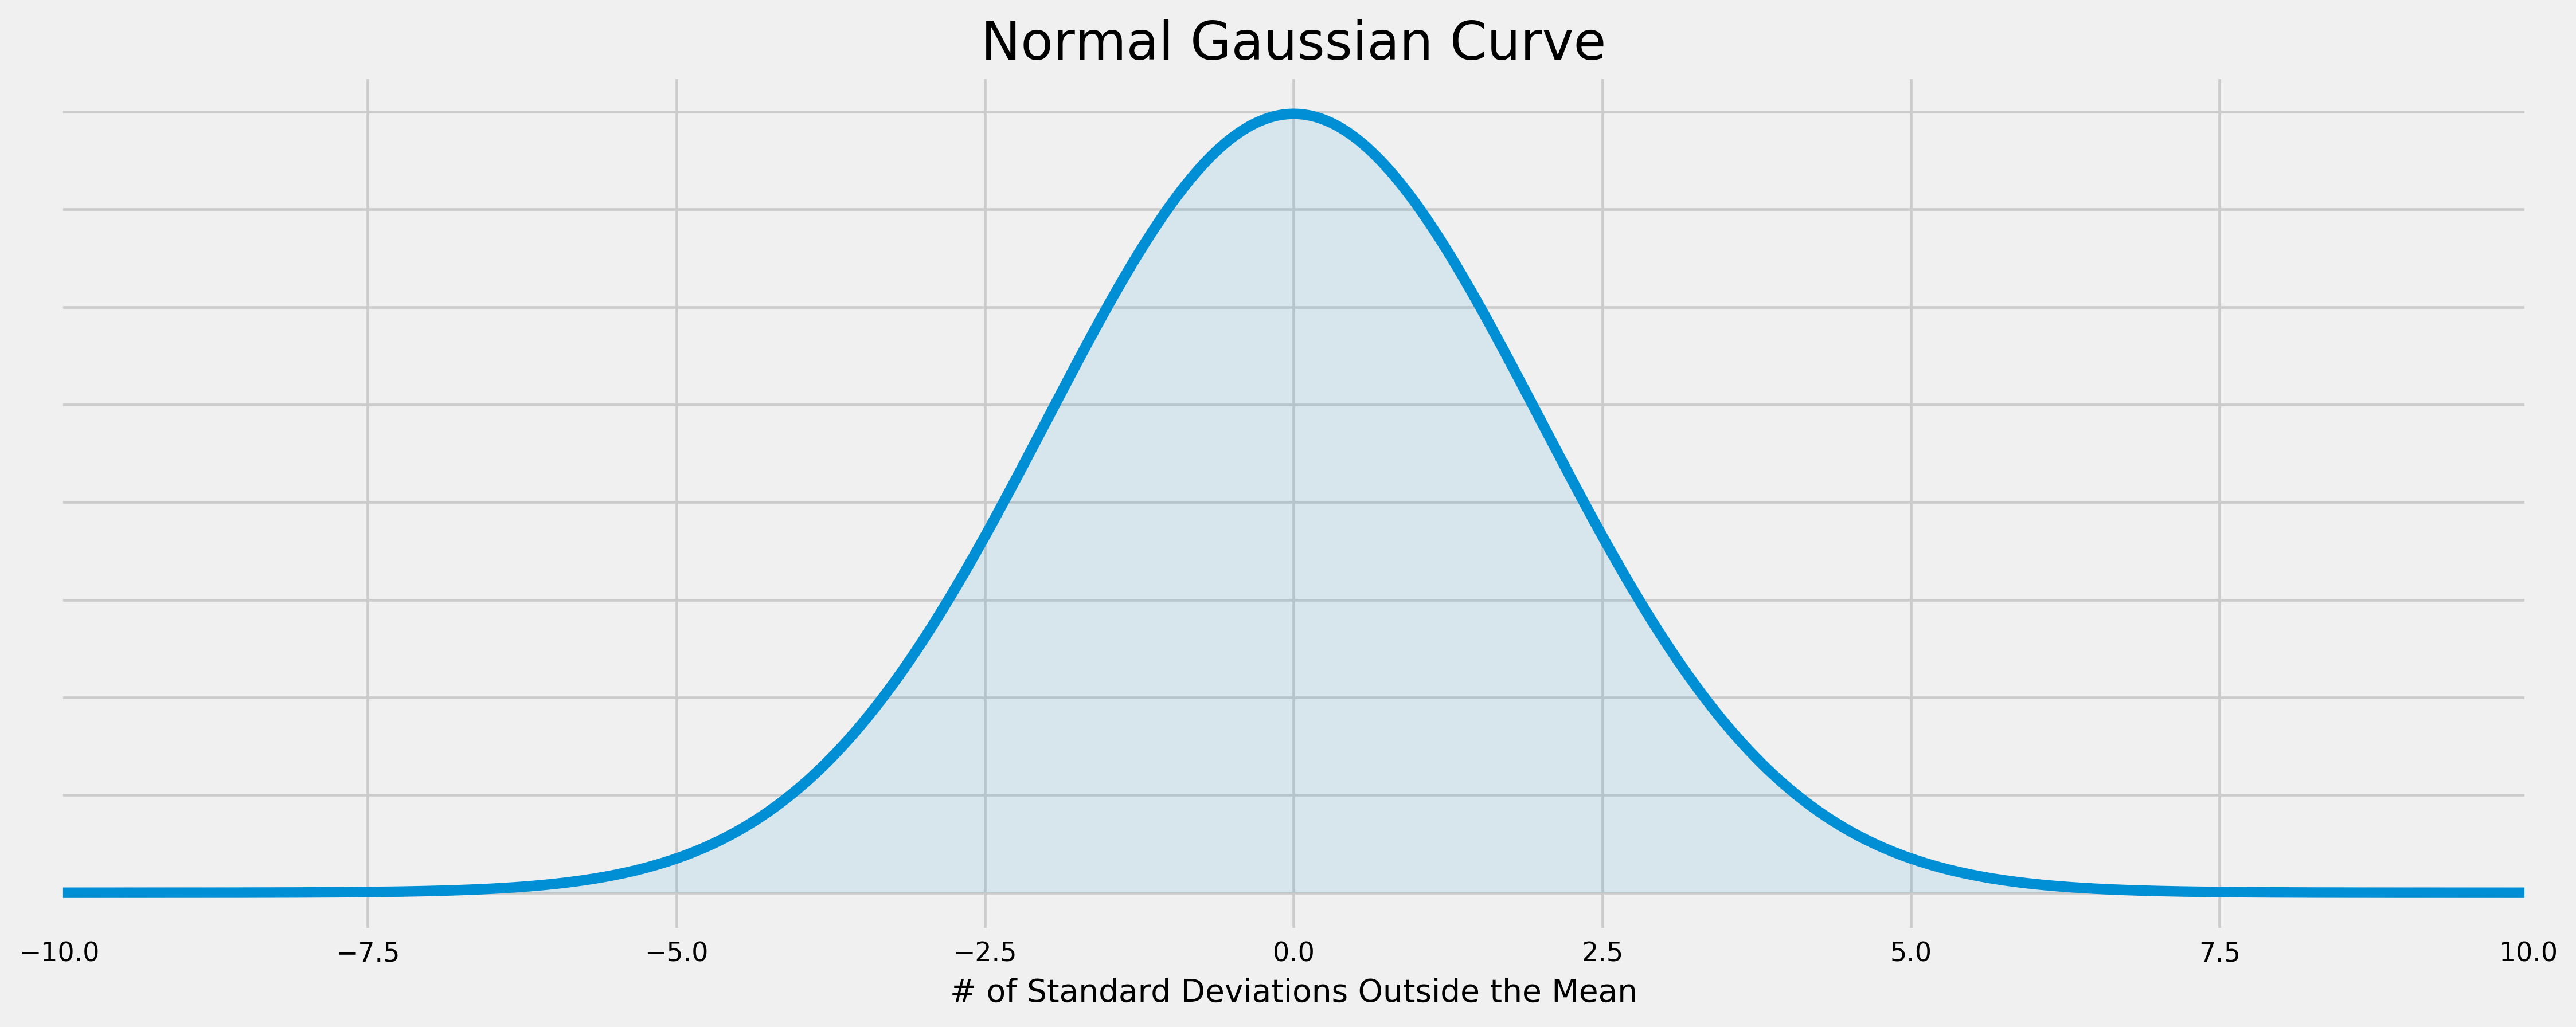 Normal Gaussian Curve
−10.0 −7.5 −5.0 −2.5 0.0 2.5 5.0 7.5 10.0
# of Standard Deviations Outside the Mean